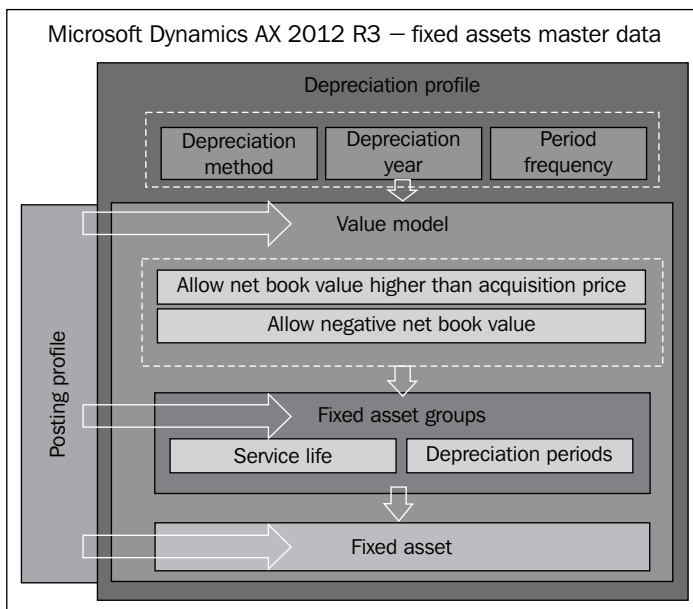 Microsoft Dynamics AX 2012 R3 – fixed assets master data
Depreciation profile
Depreciation
method
Depreciation
year
Period
frequency
Value model
Allow net book value higher than acquisition price
Allow negative net book value
Posting profile
Fixed asset groups
Service life
Depreciation periods
Fixed asset